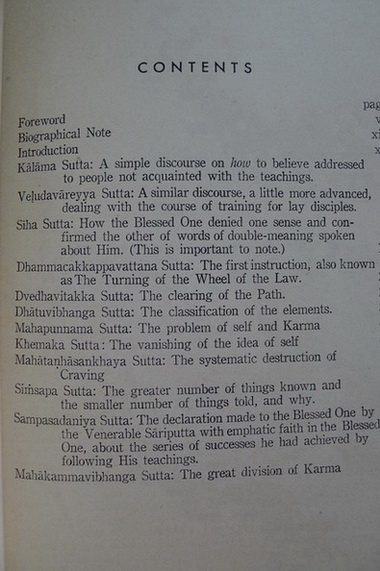 CONTENTS
pag
Foreword v
Biographical Note xi
Introduction x
Kālāma Sutta: A simple discourse on how to believe addressed
to people not acquainted with the teachings.
Veḷudavāreyya Sutta: A similar discourse, a little more advanced,
dealing with the course of training for lay disciples.
Siha Sutta: How the Blessed One denied one sense and con-
firmed the other of words of double-meaning spoken
about Him. (This is important to note.)
Dhammacakkappavattana Sutta: The first instruction, also known
as The Turning of the Wheel of the Law.
Dvedhavitakka Sutta: The clearing of the Path.
Dhātuvibhanga Sutta: The classification of the elements.
Mahapunnama Sutta: The problem of self and Karma
Khemaka Sutta: The vanishing of the idea of self
Mahātaṇhāsankhaya Sutta: The systematic destruction of
Craving
Siṁsapa Sutta: The greater number of things known and
the smaller number of things told, and why.
Sampasadaniya Sutta: The declaration made to the Blessed One by
the Venerable Sāriputta with emphatic faith in the Blessed
One, about the series of successes he had achieved by
following His teachings.
Mahākammavibhanga Sutta: The great division of Karma